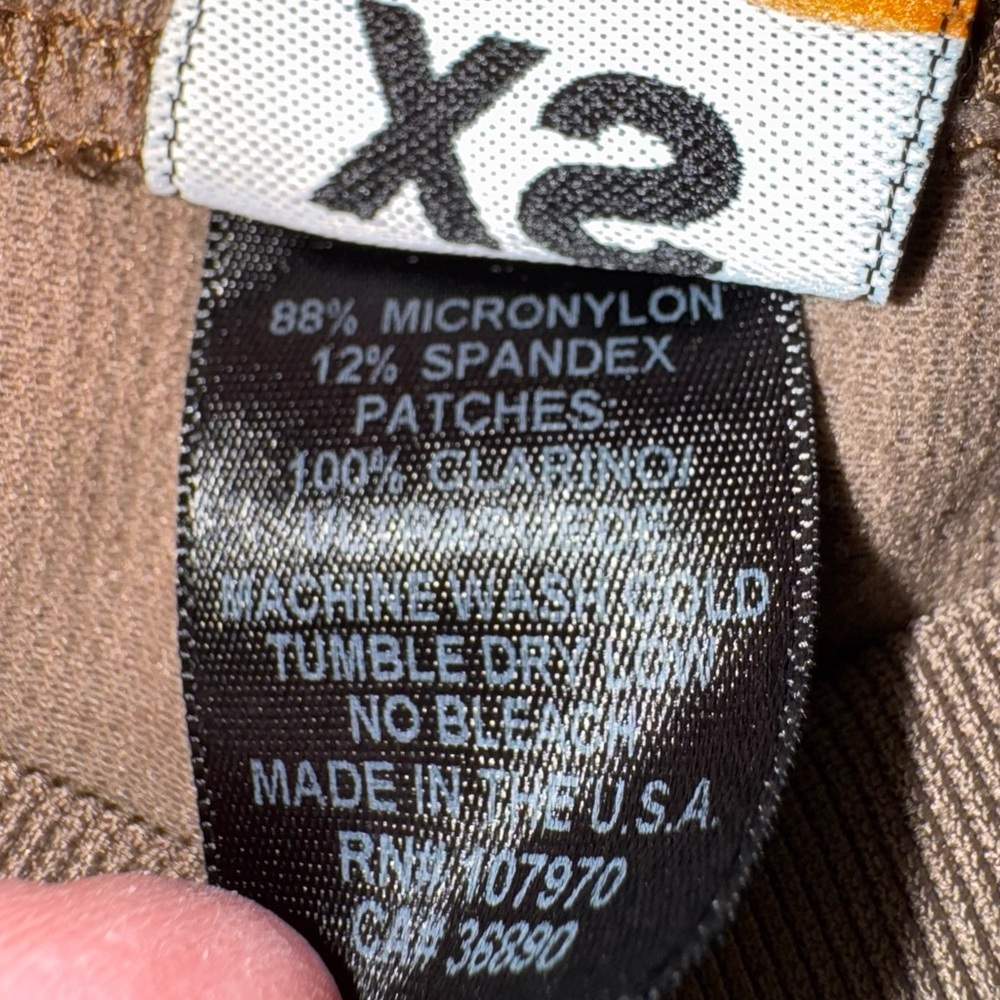 XS
88% MICRONYLON
12% SPANDEX
PATCHES:
100% CLARINO/
MACHINE WASH COLD
TUMBLE DRY LOW
NO BLEACH
MADE IN THE U.S.A.
RN# 107970
CA# 36890